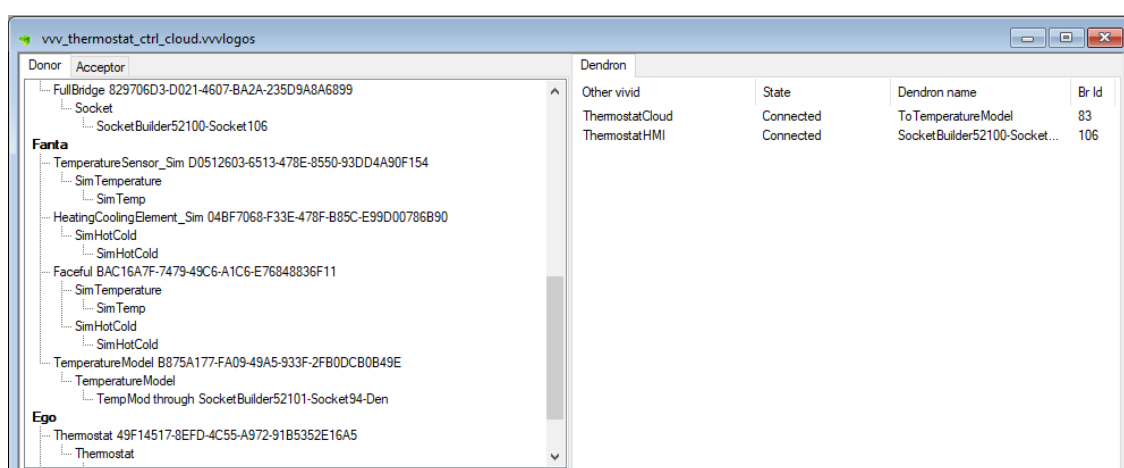 vvv_thermostat_ctrl_cloud.vvvlogos
Donor Acceptor
FullBridge 829706D3-D021-4607-BA2A-235D9A8A6899
Socket
SocketBuilder52100-Socket106
Fanta
TemperatureSensor_Sim D0512603-6513-478E-8550-93DD4A90F154
SimTemperature
SimTemp
HeatingCoolingElement_Sim 04BF7068-F33E-478F-B85C-E99D00786B90
SimHotCold
SimHotCold
Faceful BAC16A7F-7479-49C6-A1C6-E76848836F11
SimTemperature
SimTemp
SimHotCold
SimHotCold
TemperatureModel B875A177-FA09-49A5-933F-2FB0DCB0B49E
TemperatureModel
TempMod through SocketBuilder52101-Socket94-Den
Ego
Thermostat 49F14517-8EFD-4C55-A972-91B5352E16A5
Thermostat
Dendron
Other vivid State Dendron name Br Id
ThermostatCloud Connected ToTemperatureModel 83
ThermostatHMI Connected SocketBuilder52100-Socket... 106